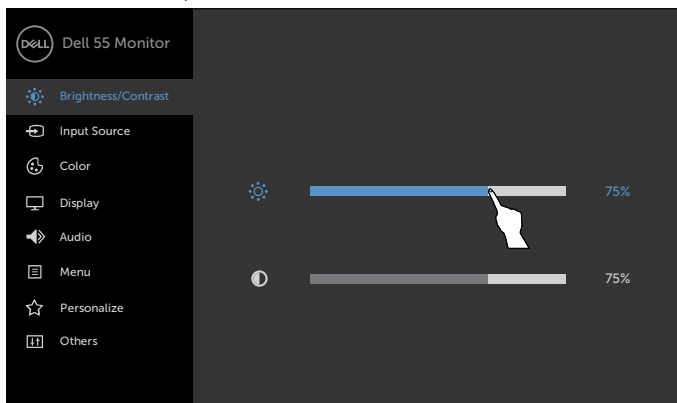 DELL Dell 55 Monitor
Brightness/Contrast
Input Source
Color
Display
Audio
Menu
Personalize
Others
75%
75%